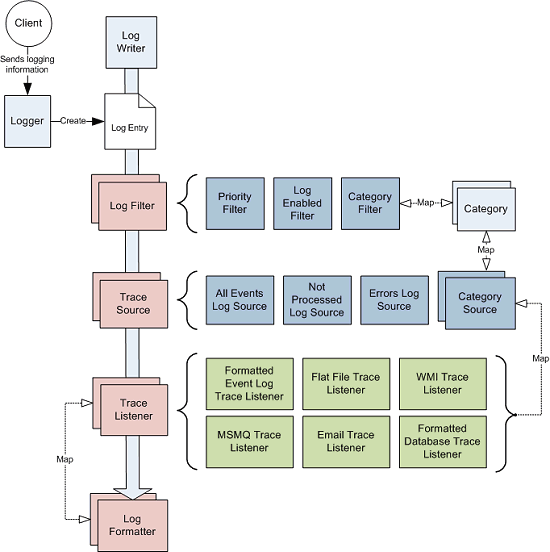 Client
Sends logging
information
Logger
Create
Log
Writer
Log Entry
Log Filter
Priority
Filter
Log
Enabled
Filter
Category
Filter
Map
Category
Map
Trace
Source
All Events
Log Source
Not
Processed
Log Source
Errors Log
Source
Category
Source
Map
Trace
Listener
Formatted
Event Log
Trace Listener
Flat File Trace
Listener
WMI Trace
Listener
MSMQ Trace
Listener
Email Trace
Listener
Formatted
Database Trace
Listener
Map
Log
Formatter